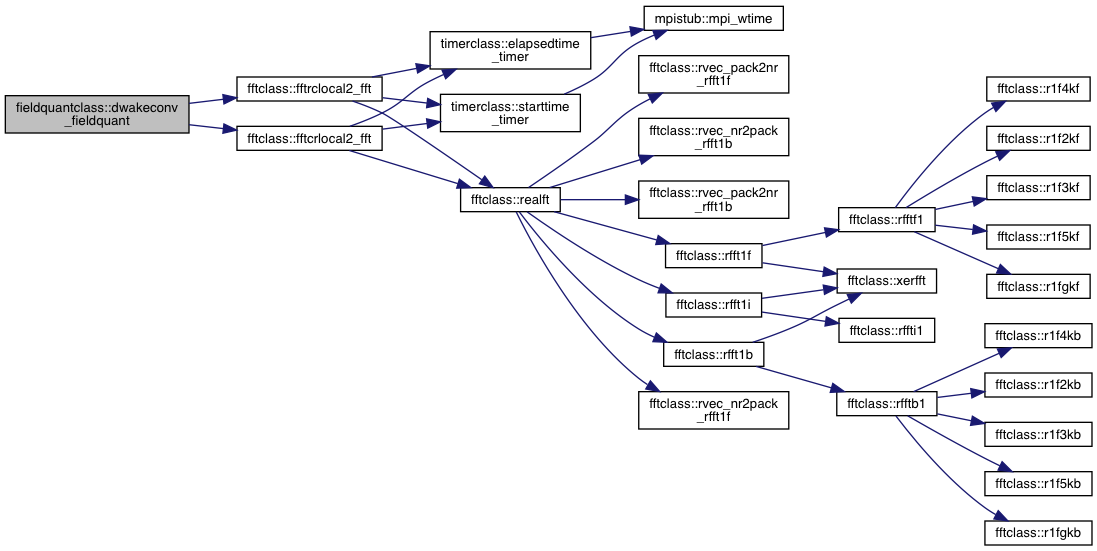 fieldquantclass::dwakeconv
_fieldquant
fftclass::fftrclocal2_fft
fftclass::fftcrlocal2_fft
timerclass::elapsedtime
_timer
timerclass::starttime
_timer
fftclass::realft
mpistub::mpi_wtime
fftclass::rvec_pack2nr
_rfft1f
fftclass::rvec_nr2pack
_rfft1b
fftclass::rvec_pack2nr
_rfft1b
fftclass::rfft1f
fftclass::rfft1i
fftclass::rfft1b
fftclass::rvec_nr2pack
_rfft1f
fftclass::rfftf1
fftclass::xerfft
fftclass::rffti1
fftclass::rfftb1
fftclass::r1f4kf
fftclass::r1f2kf
fftclass::r1f3kf
fftclass::r1f5kf
fftclass::r1fgkf
fftclass::r1f4kb
fftclass::r1f2kb
fftclass::r1f3kb
fftclass::r1f5kb
fftclass::r1fgkb